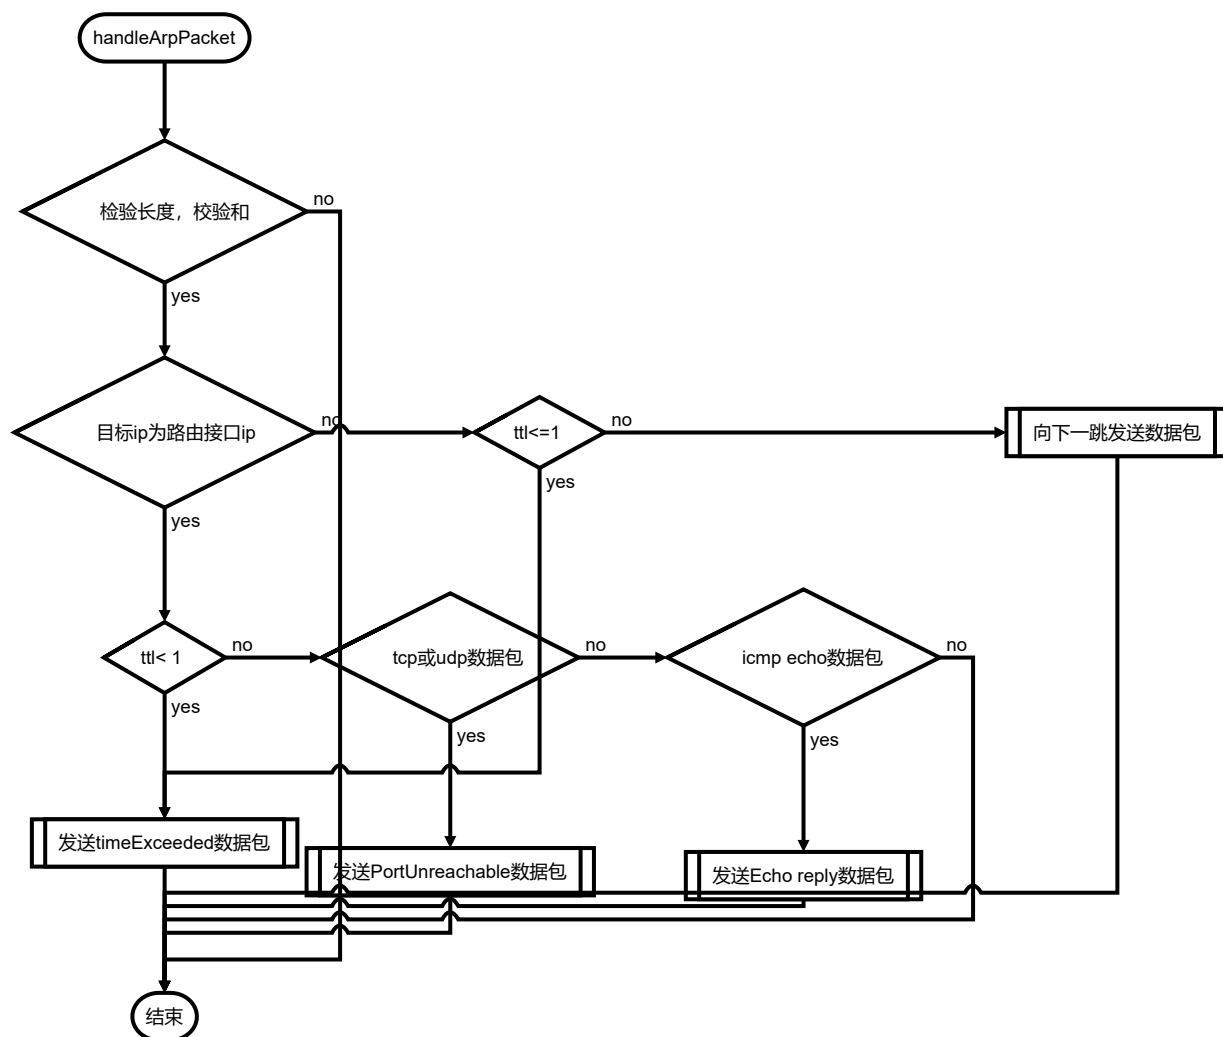 handleArpPacket
检验长度，校验和
no
yes
目标ip为路由接口ip
no
ttl<=1
no
向下一跳发送数据包
yes
yes
ttl< 1
no
tcp或udp数据包
no
icmp echo数据包
no
yes
yes
yes
发送timeExceeded数据包
发送PortUnreachable数据包
发送Echo reply数据包
结束